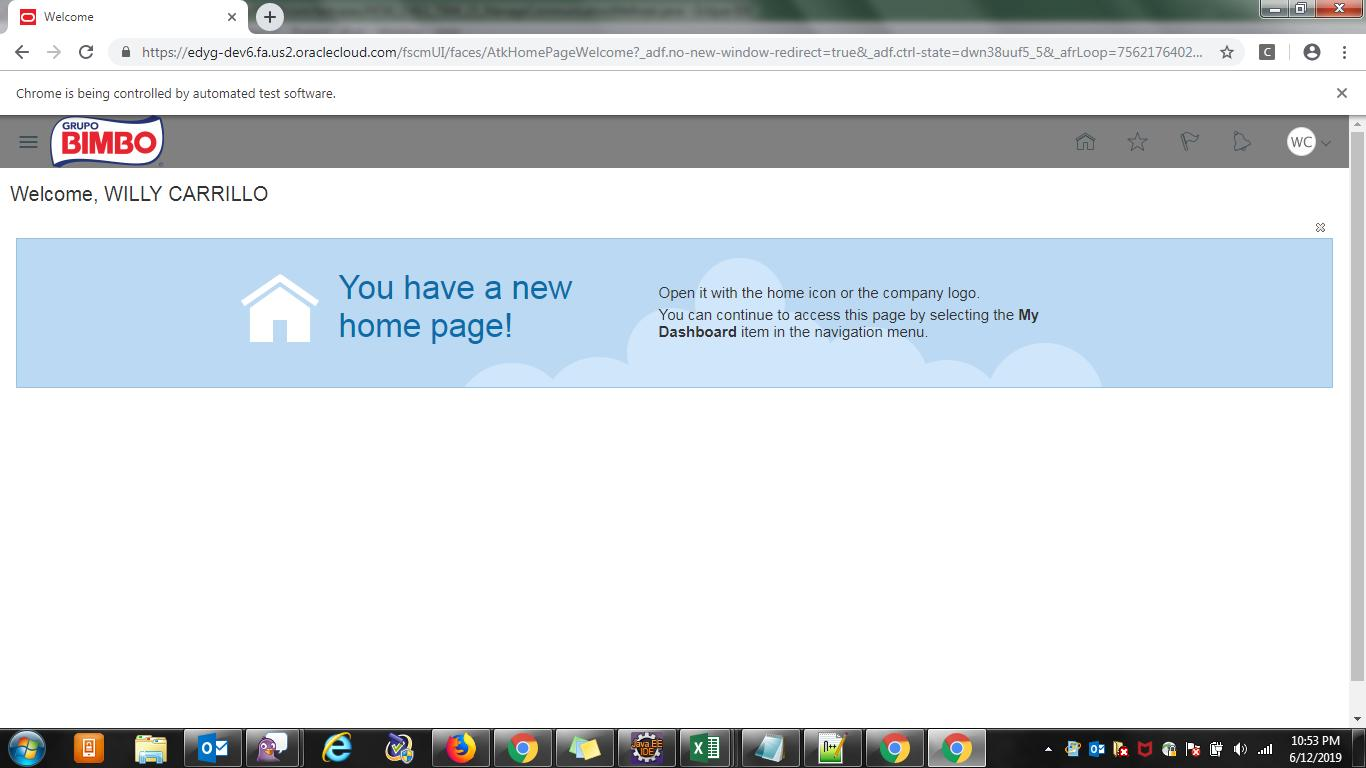 Welcome
https://edyg-dev6.fa.us2.oraclecloud.com/fscmUI/faces/AtkHomePageWelcome?_adf.no-new-window-redirect=true&_adf.ctrl-state=dwn38uuf5_5&_afrLoop=7562176402...
C
Chrome is being controlled by automated test software.
GRUPO
BIMBO
WC
Welcome, WILLY CARRILLO
You have a new
home page!
Open it with the home icon or the company logo.
You can continue to access this page by selecting the My
Dashboard item in the navigation menu.
Java EE
IDE
10:53 PM
6/12/2019